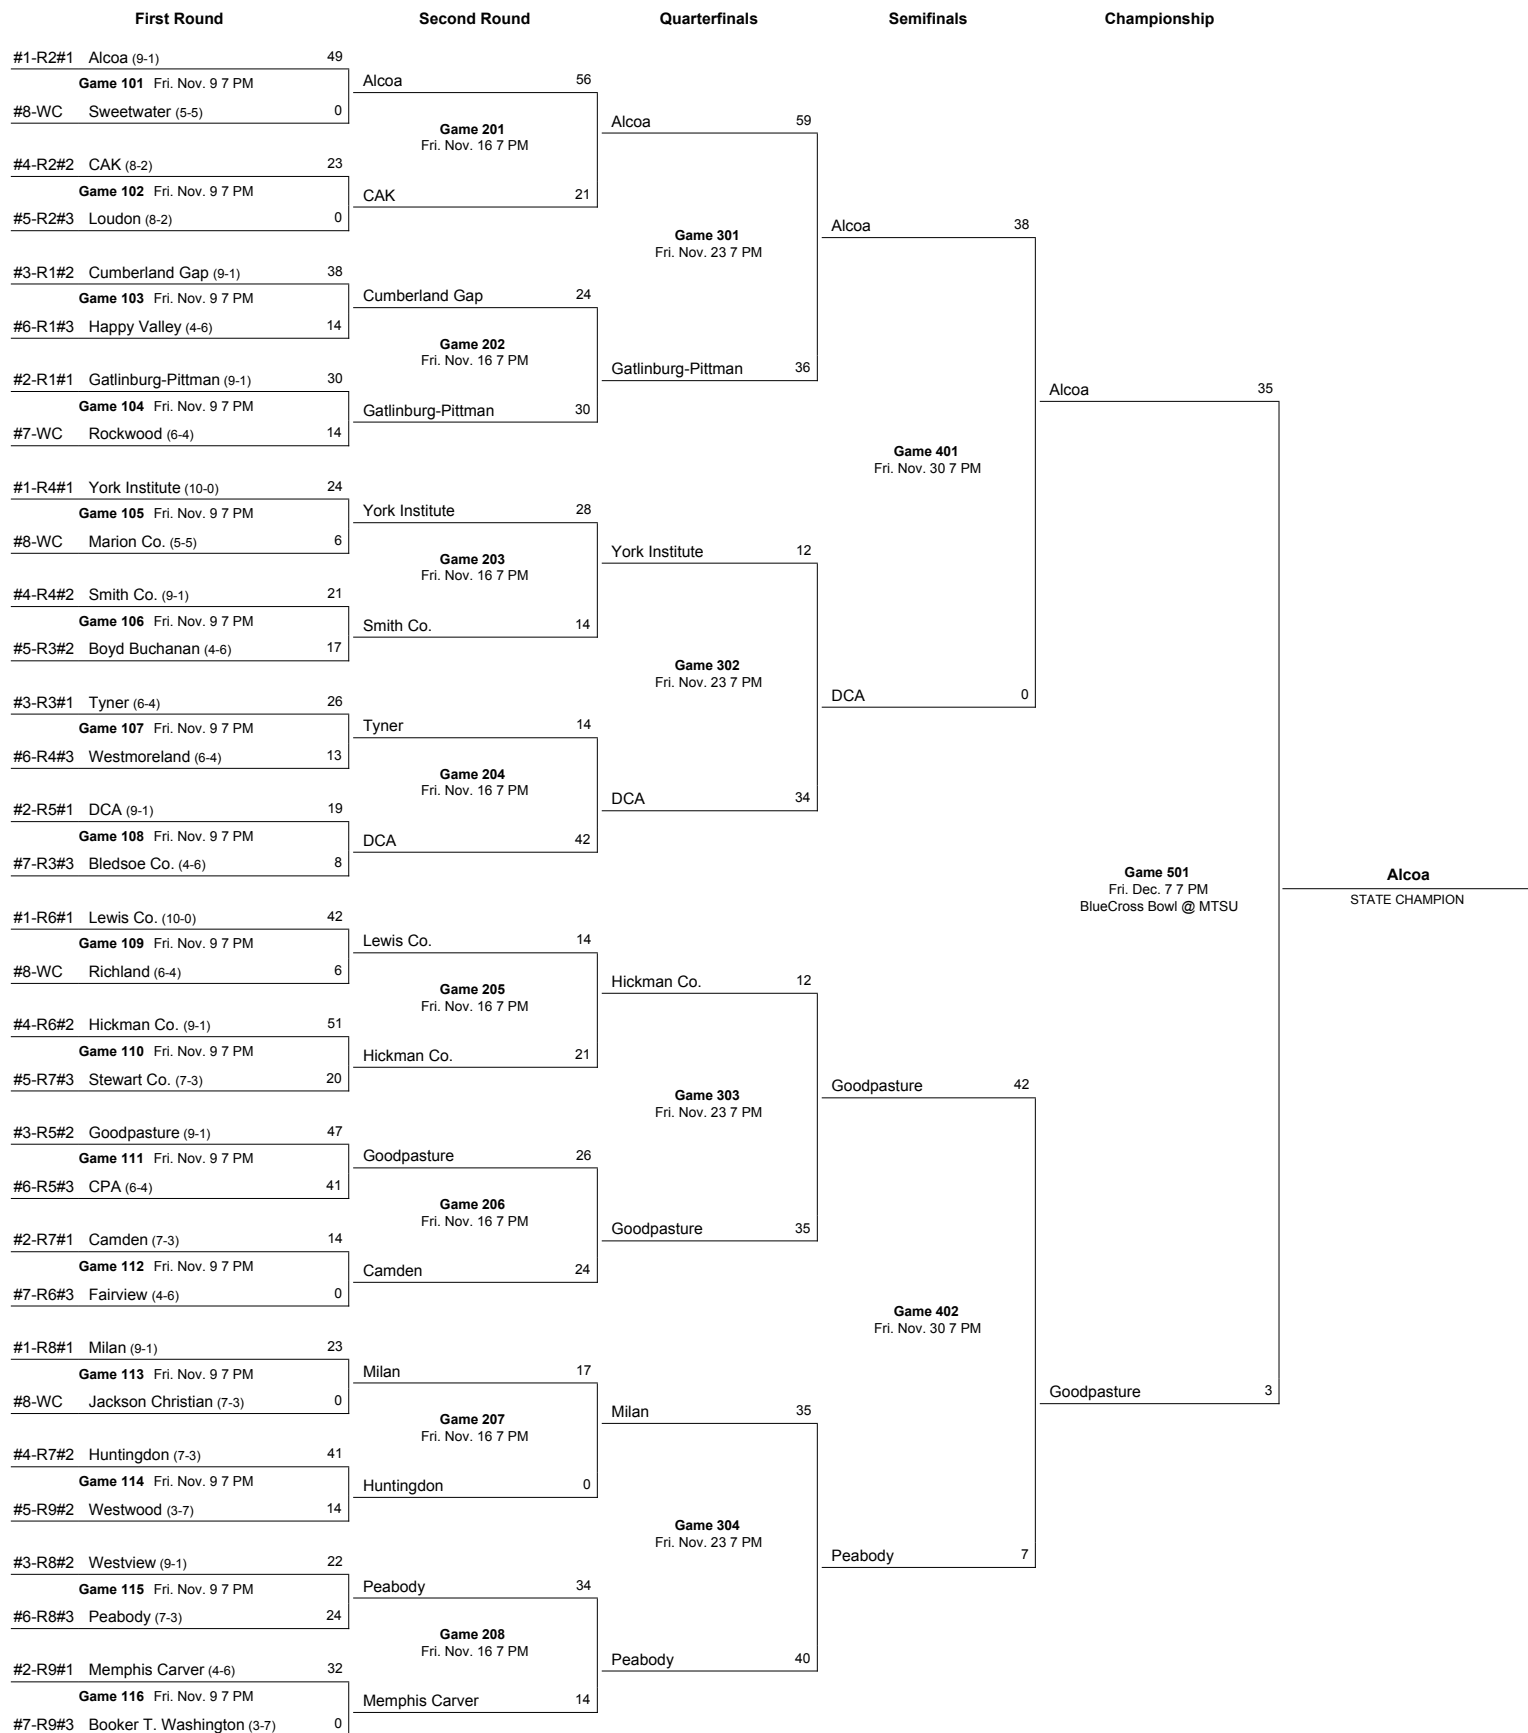 First Round
Second Round
Quarterfinals
Semifinals
Championship
#1-R2#1 Alcoa (9-1) 49
Game 101 Fri. Nov. 9 7 PM
#8-WC Sweetwater (5-5) 0
#4-R2#2 CAK (8-2) 23
Game 102 Fri. Nov. 9 7 PM
#5-R2#3 Loudon (8-2) 0
#3-R1#2 Cumberland Gap (9-1) 38
Game 103 Fri. Nov. 9 7 PM
#6-R1#3 Happy Valley (4-6) 14
#2-R1#1 Gatlinburg-Pittman (9-1) 30
Game 104 Fri. Nov. 9 7 PM
#7-WC Rockwood (6-4) 14
#1-R4#1 York Institute (10-0) 24
Game 105 Fri. Nov. 9 7 PM
#8-WC Marion Co. (5-5) 6
#4-R4#2 Smith Co. (9-1) 21
Game 106 Fri. Nov. 9 7 PM
#5-R3#2 Boyd Buchanan (4-6) 17
#3-R3#1 Tyner (6-4) 26
Game 107 Fri. Nov. 9 7 PM
#6-R4#3 Westmoreland (6-4) 13
#2-R5#1 DCA (9-1) 19
Game 108 Fri. Nov. 9 7 PM
#7-R3#3 Bledsoe Co. (4-6) 8
#1-R6#1 Lewis Co. (10-0) 42
Game 109 Fri. Nov. 9 7 PM
#8-WC Richland (6-4) 6
#4-R6#2 Hickman Co. (9-1) 51
Game 110 Fri. Nov. 9 7 PM
#5-R7#3 Stewart Co. (7-3) 20
#3-R5#2 Goodpasture (9-1) 47
Game 111 Fri. Nov. 9 7 PM
#6-R5#3 CPA (6-4) 41
#2-R7#1 Camden (7-3) 14
Game 112 Fri. Nov. 9 7 PM
#7-R6#3 Fairview (4-6) 0
#1-R8#1 Milan (9-1) 23
Game 113 Fri. Nov. 9 7 PM
#8-WC Jackson Christian (7-3) 0
#4-R7#2 Huntingdon (7-3) 41
Game 114 Fri. Nov. 9 7 PM
#5-R9#2 Westwood (3-7) 14
#3-R8#2 Westview (9-1) 22
Game 115 Fri. Nov. 9 7 PM
#6-R8#3 Peabody (7-3) 24
#2-R9#1 Memphis Carver (4-6) 32
Game 116 Fri. Nov. 9 7 PM
#7-R9#3 Booker T. Washington (3-7) 0
Alcoa 56
Game 201
Fri. Nov. 16 7 PM
CAK 21
Cumberland Gap 24
Game 202
Fri. Nov. 16 7 PM
Gatlinburg-Pittman 30
York Institute 28
Game 203
Fri. Nov. 16 7 PM
Smith Co. 14
Tyner 14
Game 204
Fri. Nov. 16 7 PM
DCA 42
Lewis Co. 14
Game 205
Fri. Nov. 16 7 PM
Hickman Co. 21
Goodpasture 26
Game 206
Fri. Nov. 16 7 PM
Camden 24
Milan 17
Game 207
Fri. Nov. 16 7 PM
Huntingdon 0
Peabody 34
Game 208
Fri. Nov. 16 7 PM
Memphis Carver 14
Alcoa 59
Game 301
Fri. Nov. 23 7 PM
Gatlinburg-Pittman 36
York Institute 12
Game 302
Fri. Nov. 23 7 PM
DCA 34
Hickman Co. 12
Game 303
Fri. Nov. 23 7 PM
Goodpasture 35
Milan 35
Game 304
Fri. Nov. 23 7 PM
Peabody 40
Alcoa 38
Game 401
Fri. Nov. 30 7 PM
DCA 0
Goodpasture 42
Game 402
Fri. Nov. 30 7 PM
Peabody 7
Alcoa 35
Game 501
Fri. Dec. 7 7 PM
BlueCross Bowl @ MTSU
Goodpasture 3
Alcoa
STATE CHAMPION